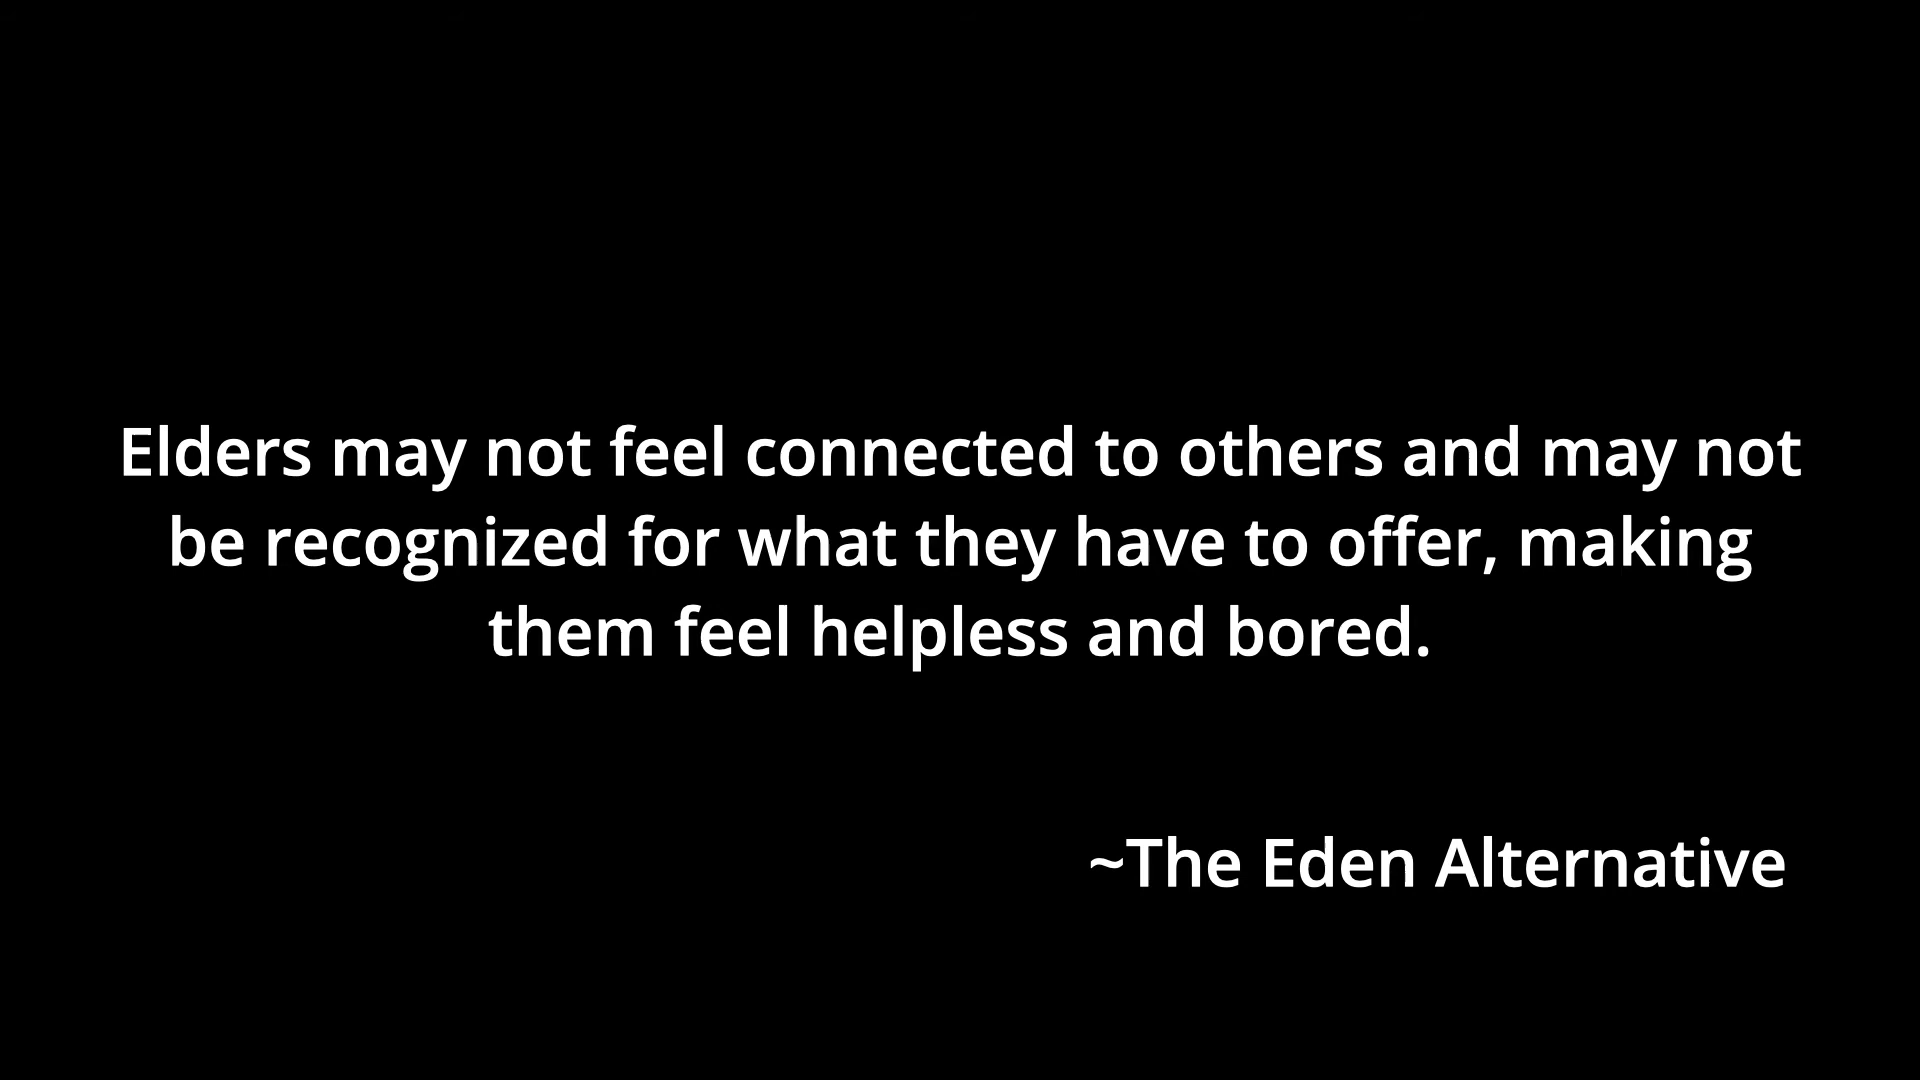 Elders may not feel connected to others and may not
be recognized for what they have to offer, making
them feel helpless and bored.
~The Eden Alternative